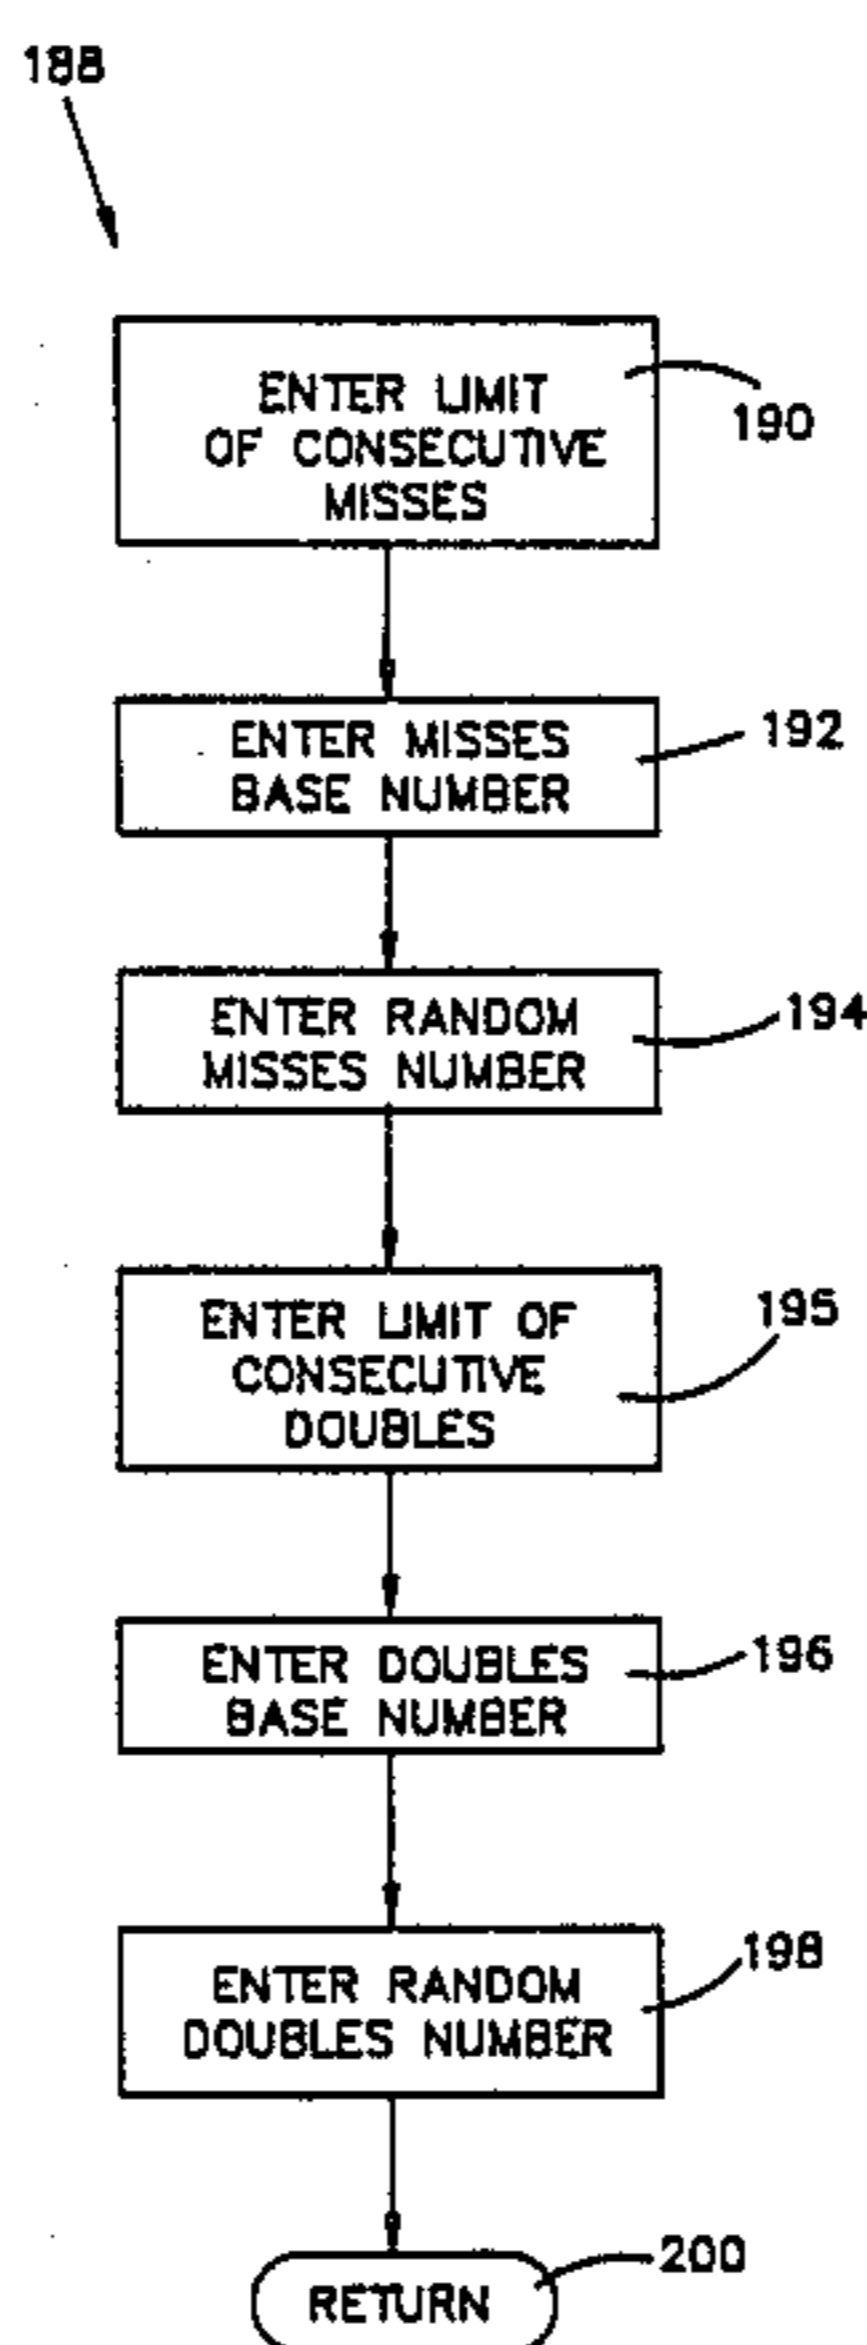 188
ENTER LIMIT
OF CONSECUTIVE
MISSES
190
ENTER MISSES
BASE NUMBER
192
ENTER RANDOM
MISSES NUMBER
194
ENTER LIMIT OF
CONSECUTIVE
DOUBLES
195
ENTER DOUBLES
BASE NUMBER
196
ENTER RANDOM
DOUBLES NUMBER
198
RETURN
200